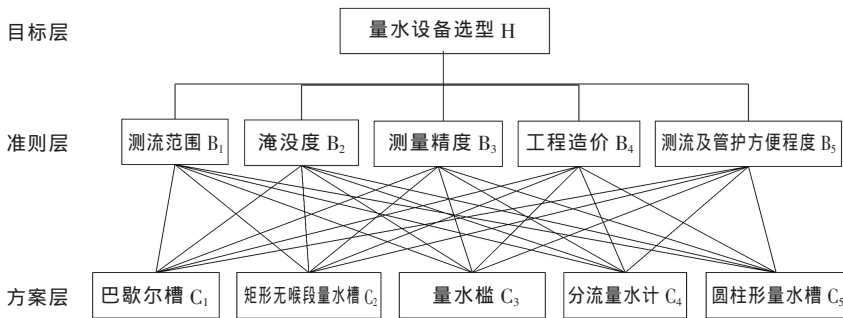 目标层
量水设备选型 H
准则层
测流范围 B₁ 淹没度 B₂ 测量精度 B₃ 工程造价 B₄ 测流及管护方便程度 B₅
方案层
巴歇尔槽 C₁ 矩形无喉段量水槽 C₂ 量水槛 C₃ 分流量水计 C₄ 圆柱形量水槽 C₅